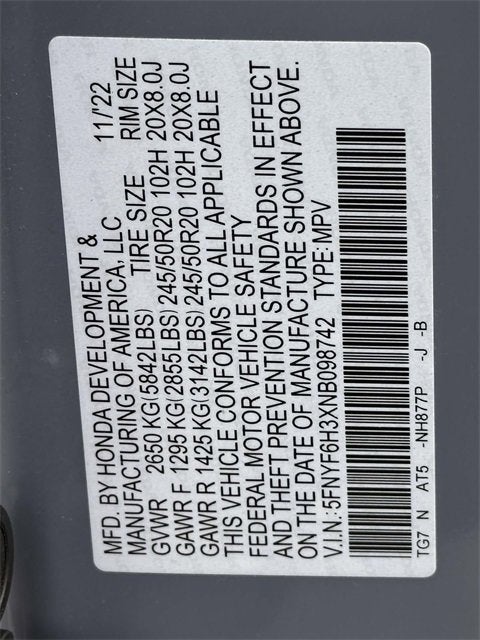 MFD. BY HONDA DEVELOPMENT & 11/'22
MANUFACTURING OF AMERICA, LLC
GVWR 2650 KG(5842LBS) TIRE SIZE RIM SIZE
GAWR F 1295 KG(2855LBS) 245/50R20 102H 20X8.0J
GAWR R 1425 KG(3142LBS) 245/50R20 102H 20X8.0J
THIS VEHICLE CONFORMS TO ALL APPLICABLE
FEDERAL MOTOR VEHICLE SAFETY
AND THEFT PREVENTION STANDARDS IN EFFECT
ON THE DATE OF MANUFACTURE SHOWN ABOVE.
V.I.N.: 5FNYF6H3XNB098742 TYPE: MPV
TG7 N AT5 -NH877P -J -B